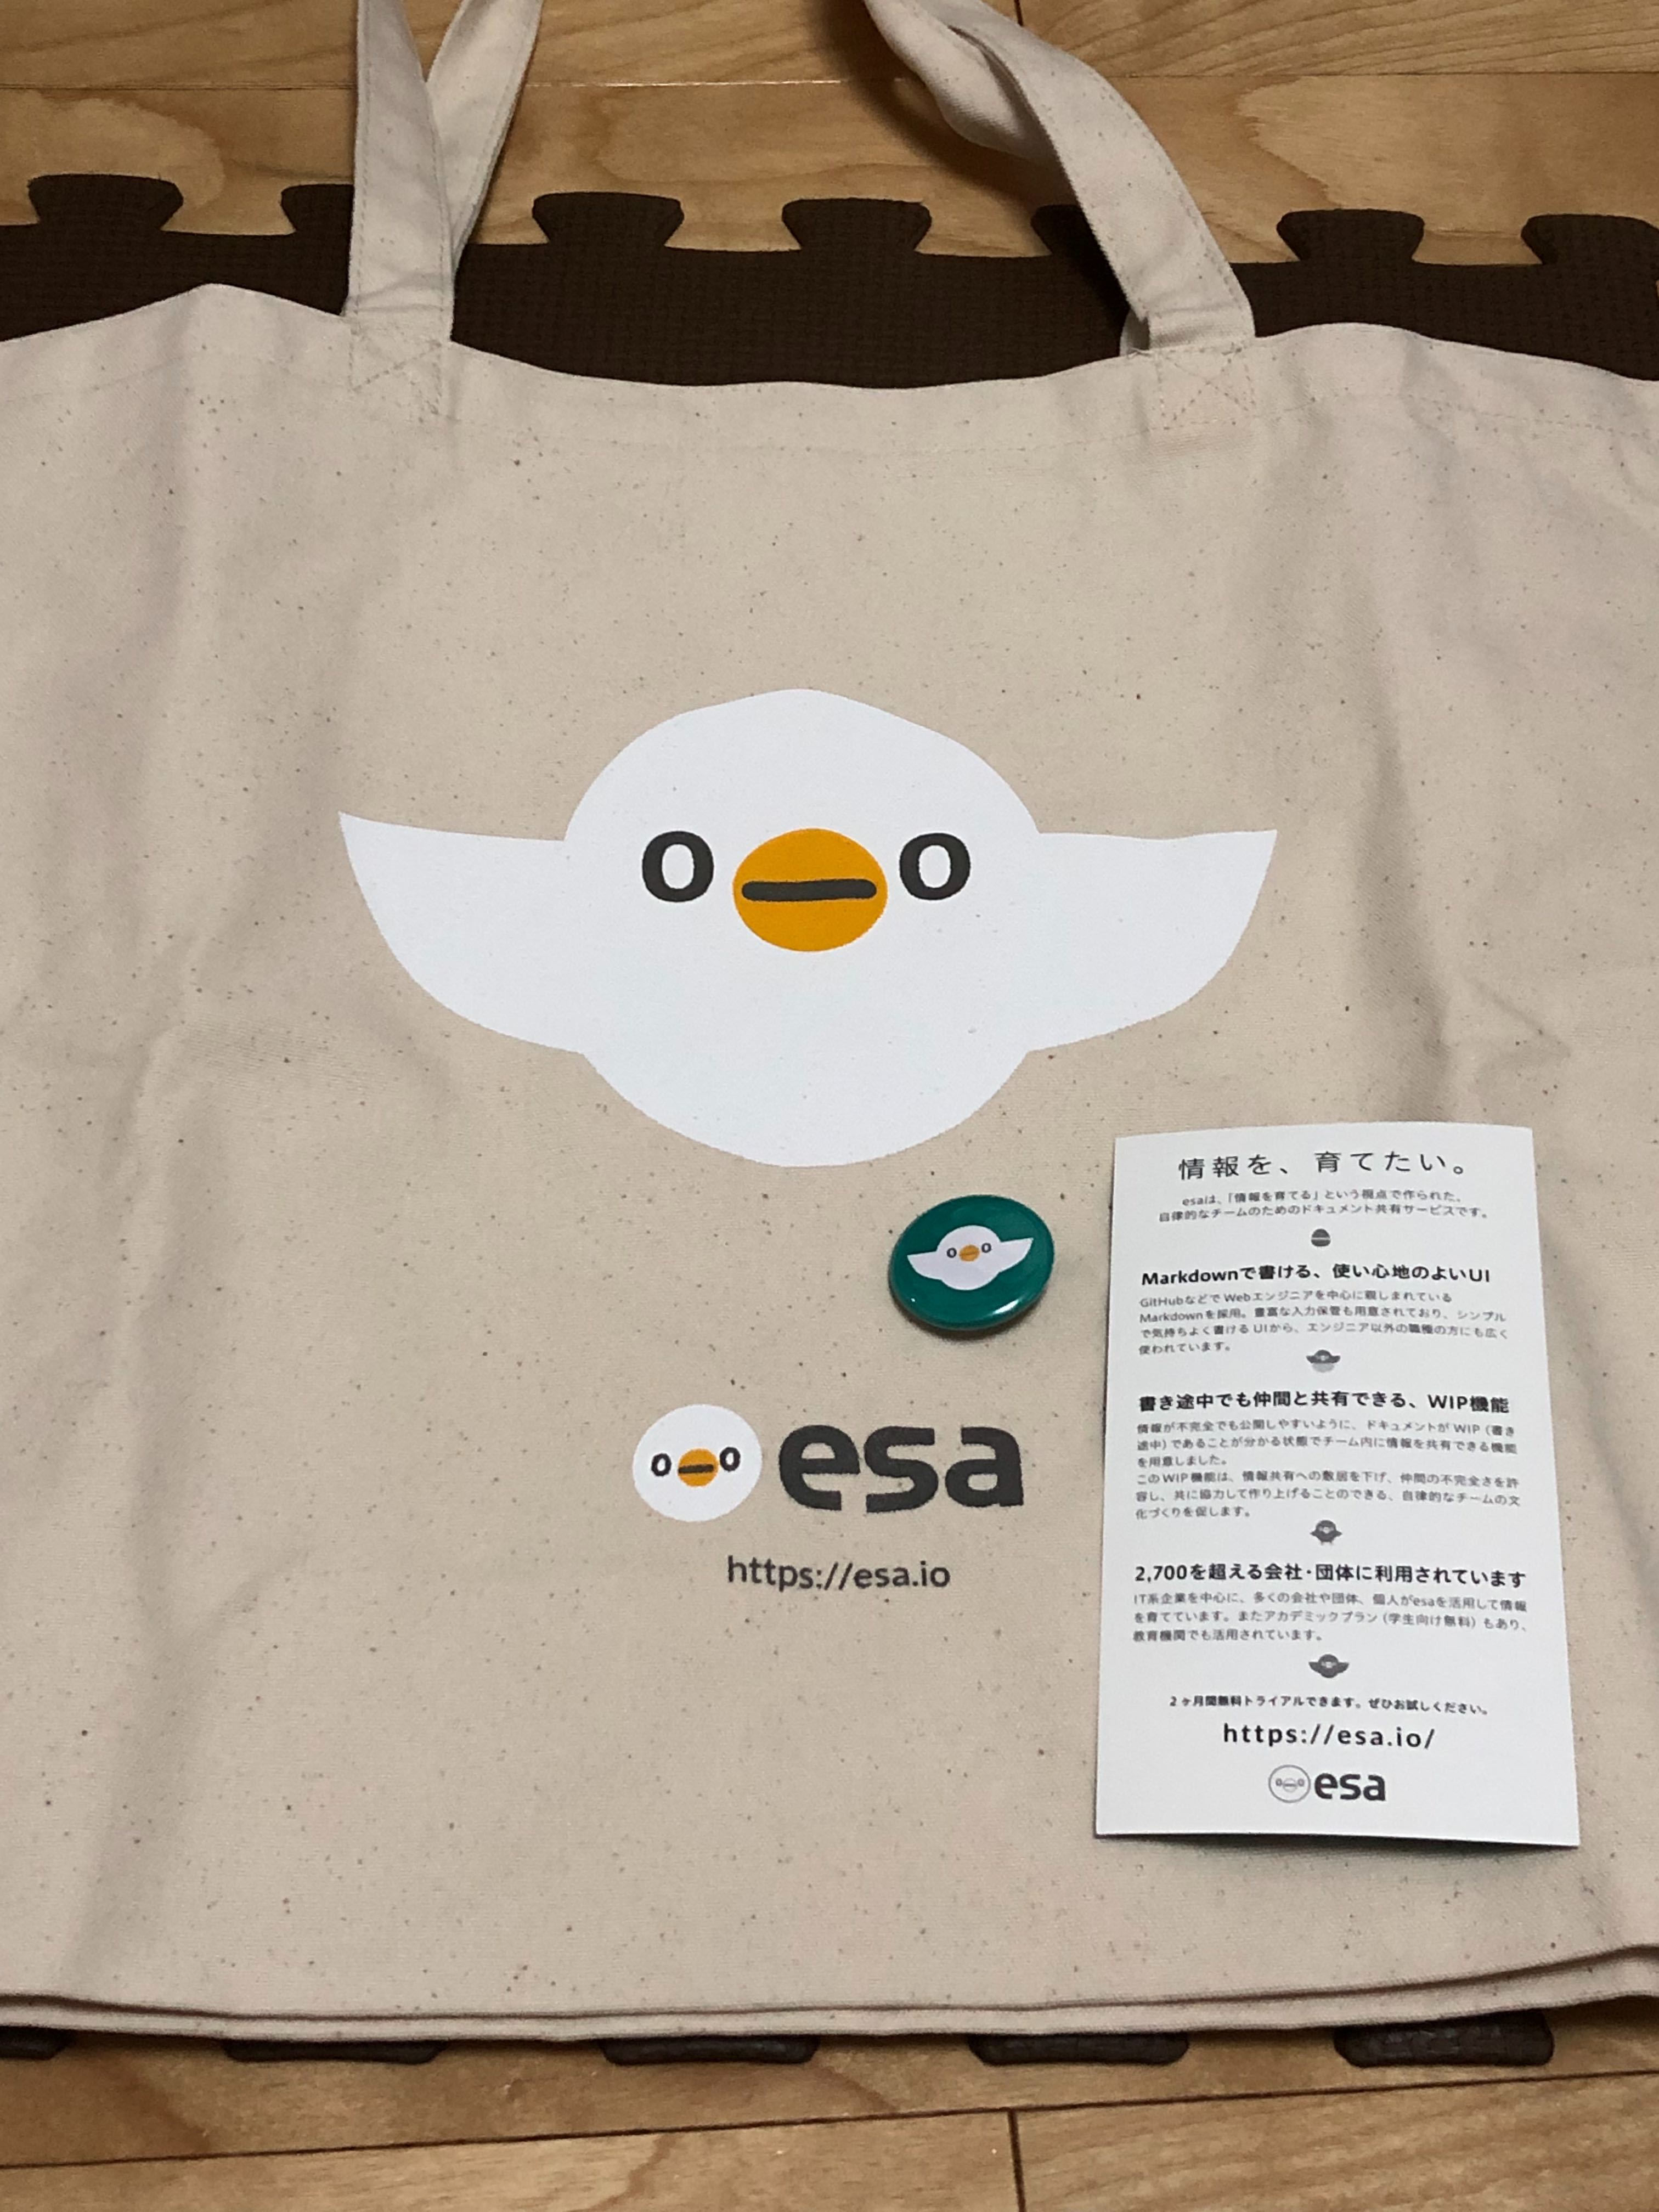 esa
https://esa.io
情報を、育てたい。
esaは、「情報を育てる」という視点で作られた、
自律的なチームのためのドキュメント共有サービスです。
Markdownで書ける、使い心地のよいUI
GitHubなどでWebエンジニアを中心に親しまれている
Markdownを採用。豊富な入力保管も用意されており、シンプル
で気持ちよく書けるUIから、エンジニア以外の職種の方にも広く
使われています。
書き途中でも仲間と共有できる、WIP機能
情報が不完全でも公開しやすいように、ドキュメントがWIP（書き
途中）であることが分かる状態でチーム内に情報を共有できる機能
を用意しました。
このWIP機能は、情報共有への敷居を下げ、仲間の不完全さを許
容し、共に協力して作り上げることのできる、自律的なチームの文
化づくりを促します。
2,700を超える会社・団体に利用されています
IT系企業を中心に、多くの会社や団体、個人がesaを活用して情報
を育てています。またアカデミックプラン（学生向け無料）もあり、
教育機関でも活用されています。
2ヶ月間無料トライアルできます。ぜひお試しください。
https://esa.io/
esa